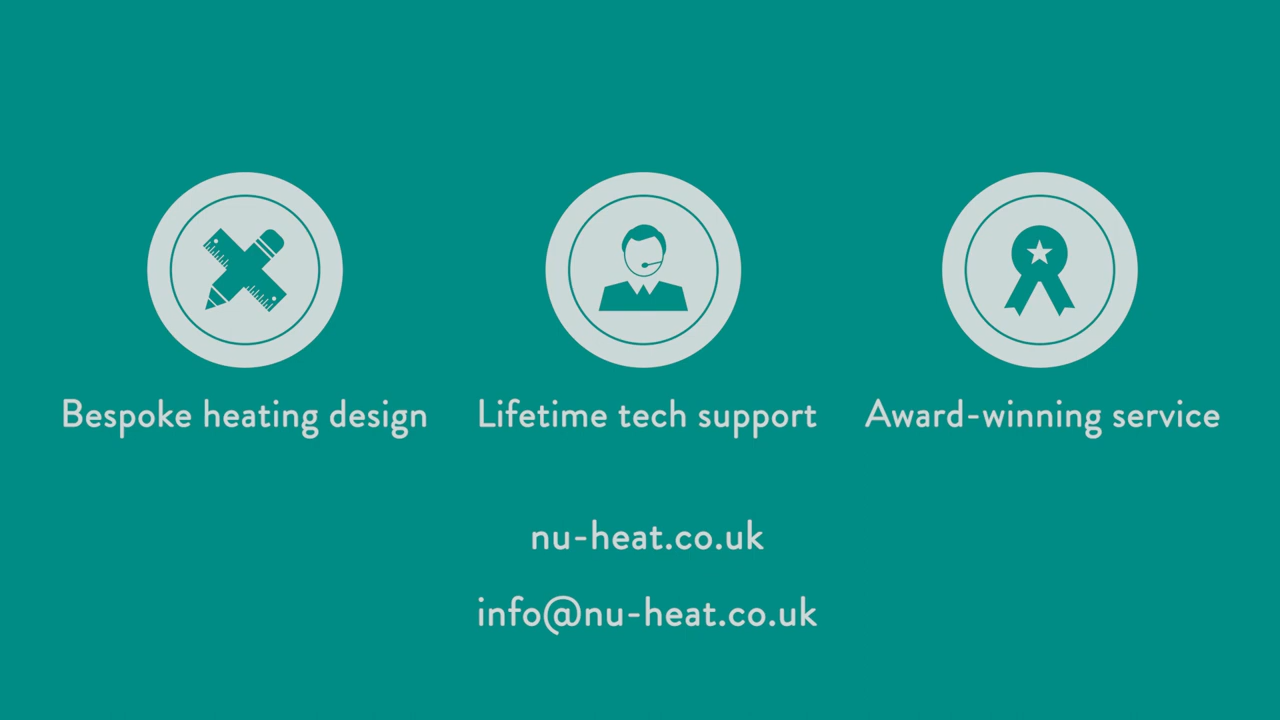 Bespoke heating design
Lifetime tech support
Award-winning service
nu-heat.co.uk
info@nu-heat.co.uk